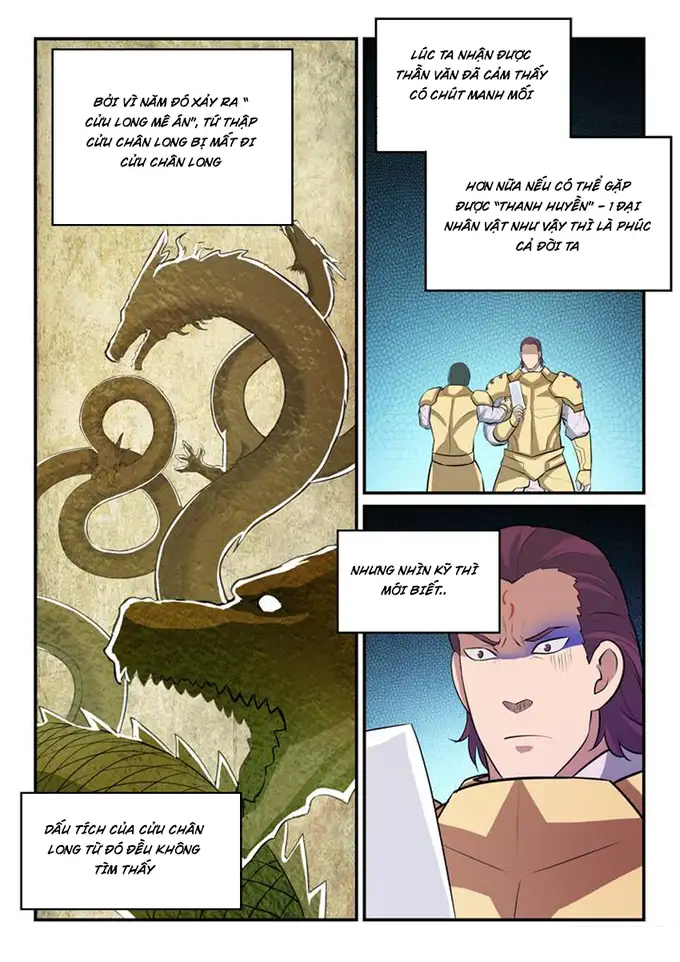 BỞI VÌ NĂM ĐÓ XẢY RA "
CỬU LONG MÊ ÁN", TỨ THẬP
CỬU CHÂN LONG BỊ MẤT ĐI
CỬU CHÂN LONG
DẤU TÍCH CỦA CỬU CHÂN
LONG TỪ ĐÓ ĐỀU KHÔNG
TÌM THẤY
LÚC TA NHẬN ĐƯỢC
THẦN VĂN ĐÃ CẢM THẤY
CÓ CHÚT MANH MỐI
HƠN NỮA NẾU CÓ THỂ GẶP
ĐƯỢC "THANH HUYỀN" - 1 ĐẠI
NHÂN VẬT NHƯ VẬY THÌ LÀ PHÚC
CẢ ĐỜI TA
NHƯNG NHÌN KỸ THÌ
MỚI BIẾT..